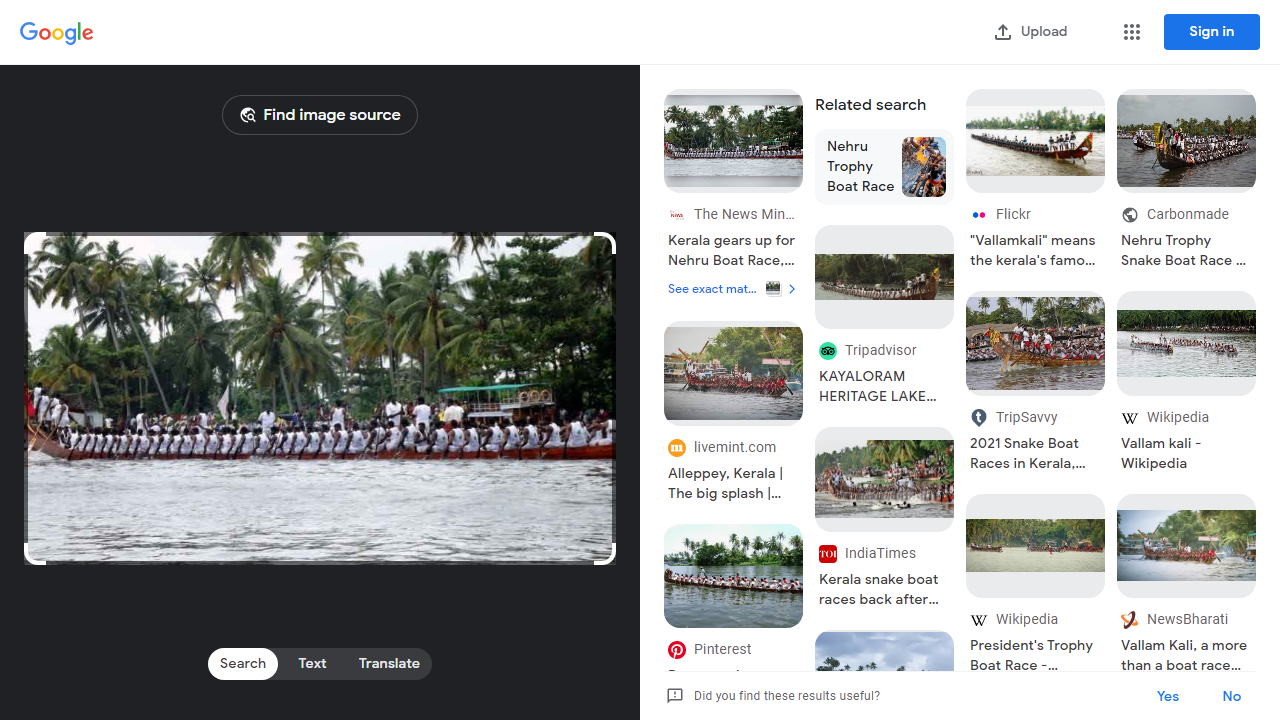 Google
Upload
Sign in
Find image source
Search
Text
Translate
The News Min...
Kerala gears up for
Nehru Boat Race,...
See exact mat...
livemint.com
Alleppey, Kerala |
The big splash |...
Pinterest
Related search
Nehru
Trophy
Boat Race
Tripadvisor
KAYALORAM
HERITAGE LAKE...
TOI
IndiaTimes
Kerala snake boat
races back after...
Flickr
"Vallamkali" means
the kerala's famo...
TripSavvy
2021 Snake Boat
Races in Kerala,...
W
Wikipedia
President's Trophy
Boat Race -...
Carbonmade
Nehru Trophy
Snake Boat Race ...
W
Wikipedia
Vallam kali -
Wikipedia
NewsBharati
Vallam Kali, a more
than a boat race...
Did you find these results useful?
Yes
No